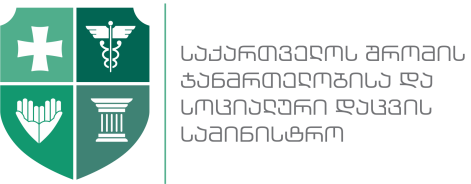 საქართველოს შრომის
ჯანმრთელობისა და
სოციალური დაცვის
სამინისტრო